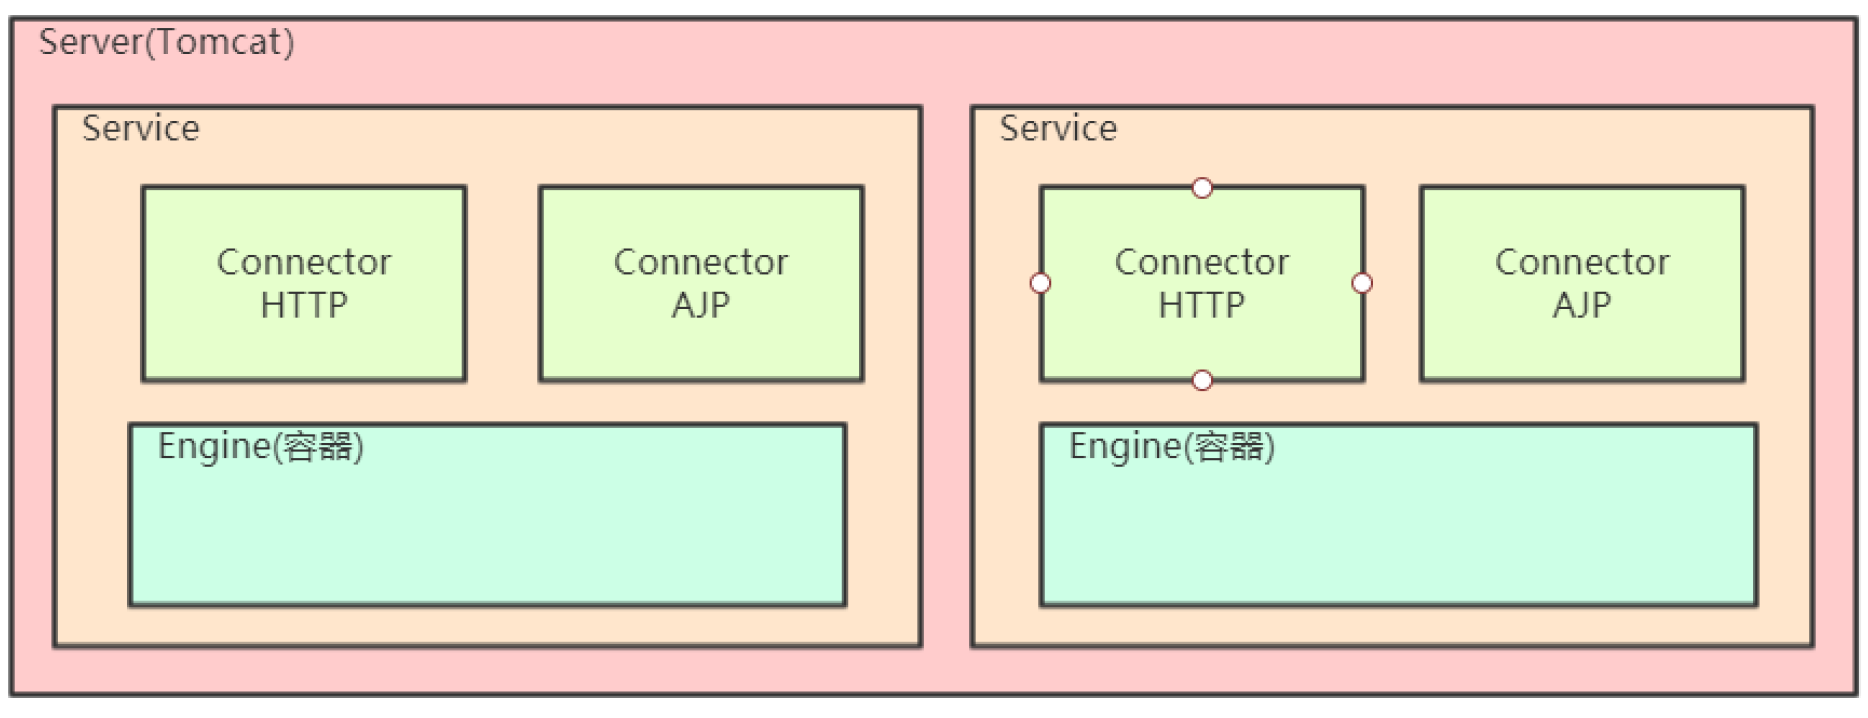 Server(Tomcat)
Service
Connector
HTTP
Connector
AJP
Engine(容器)
Service
Connector
HTTP
Connector
AJP
Engine(容器)